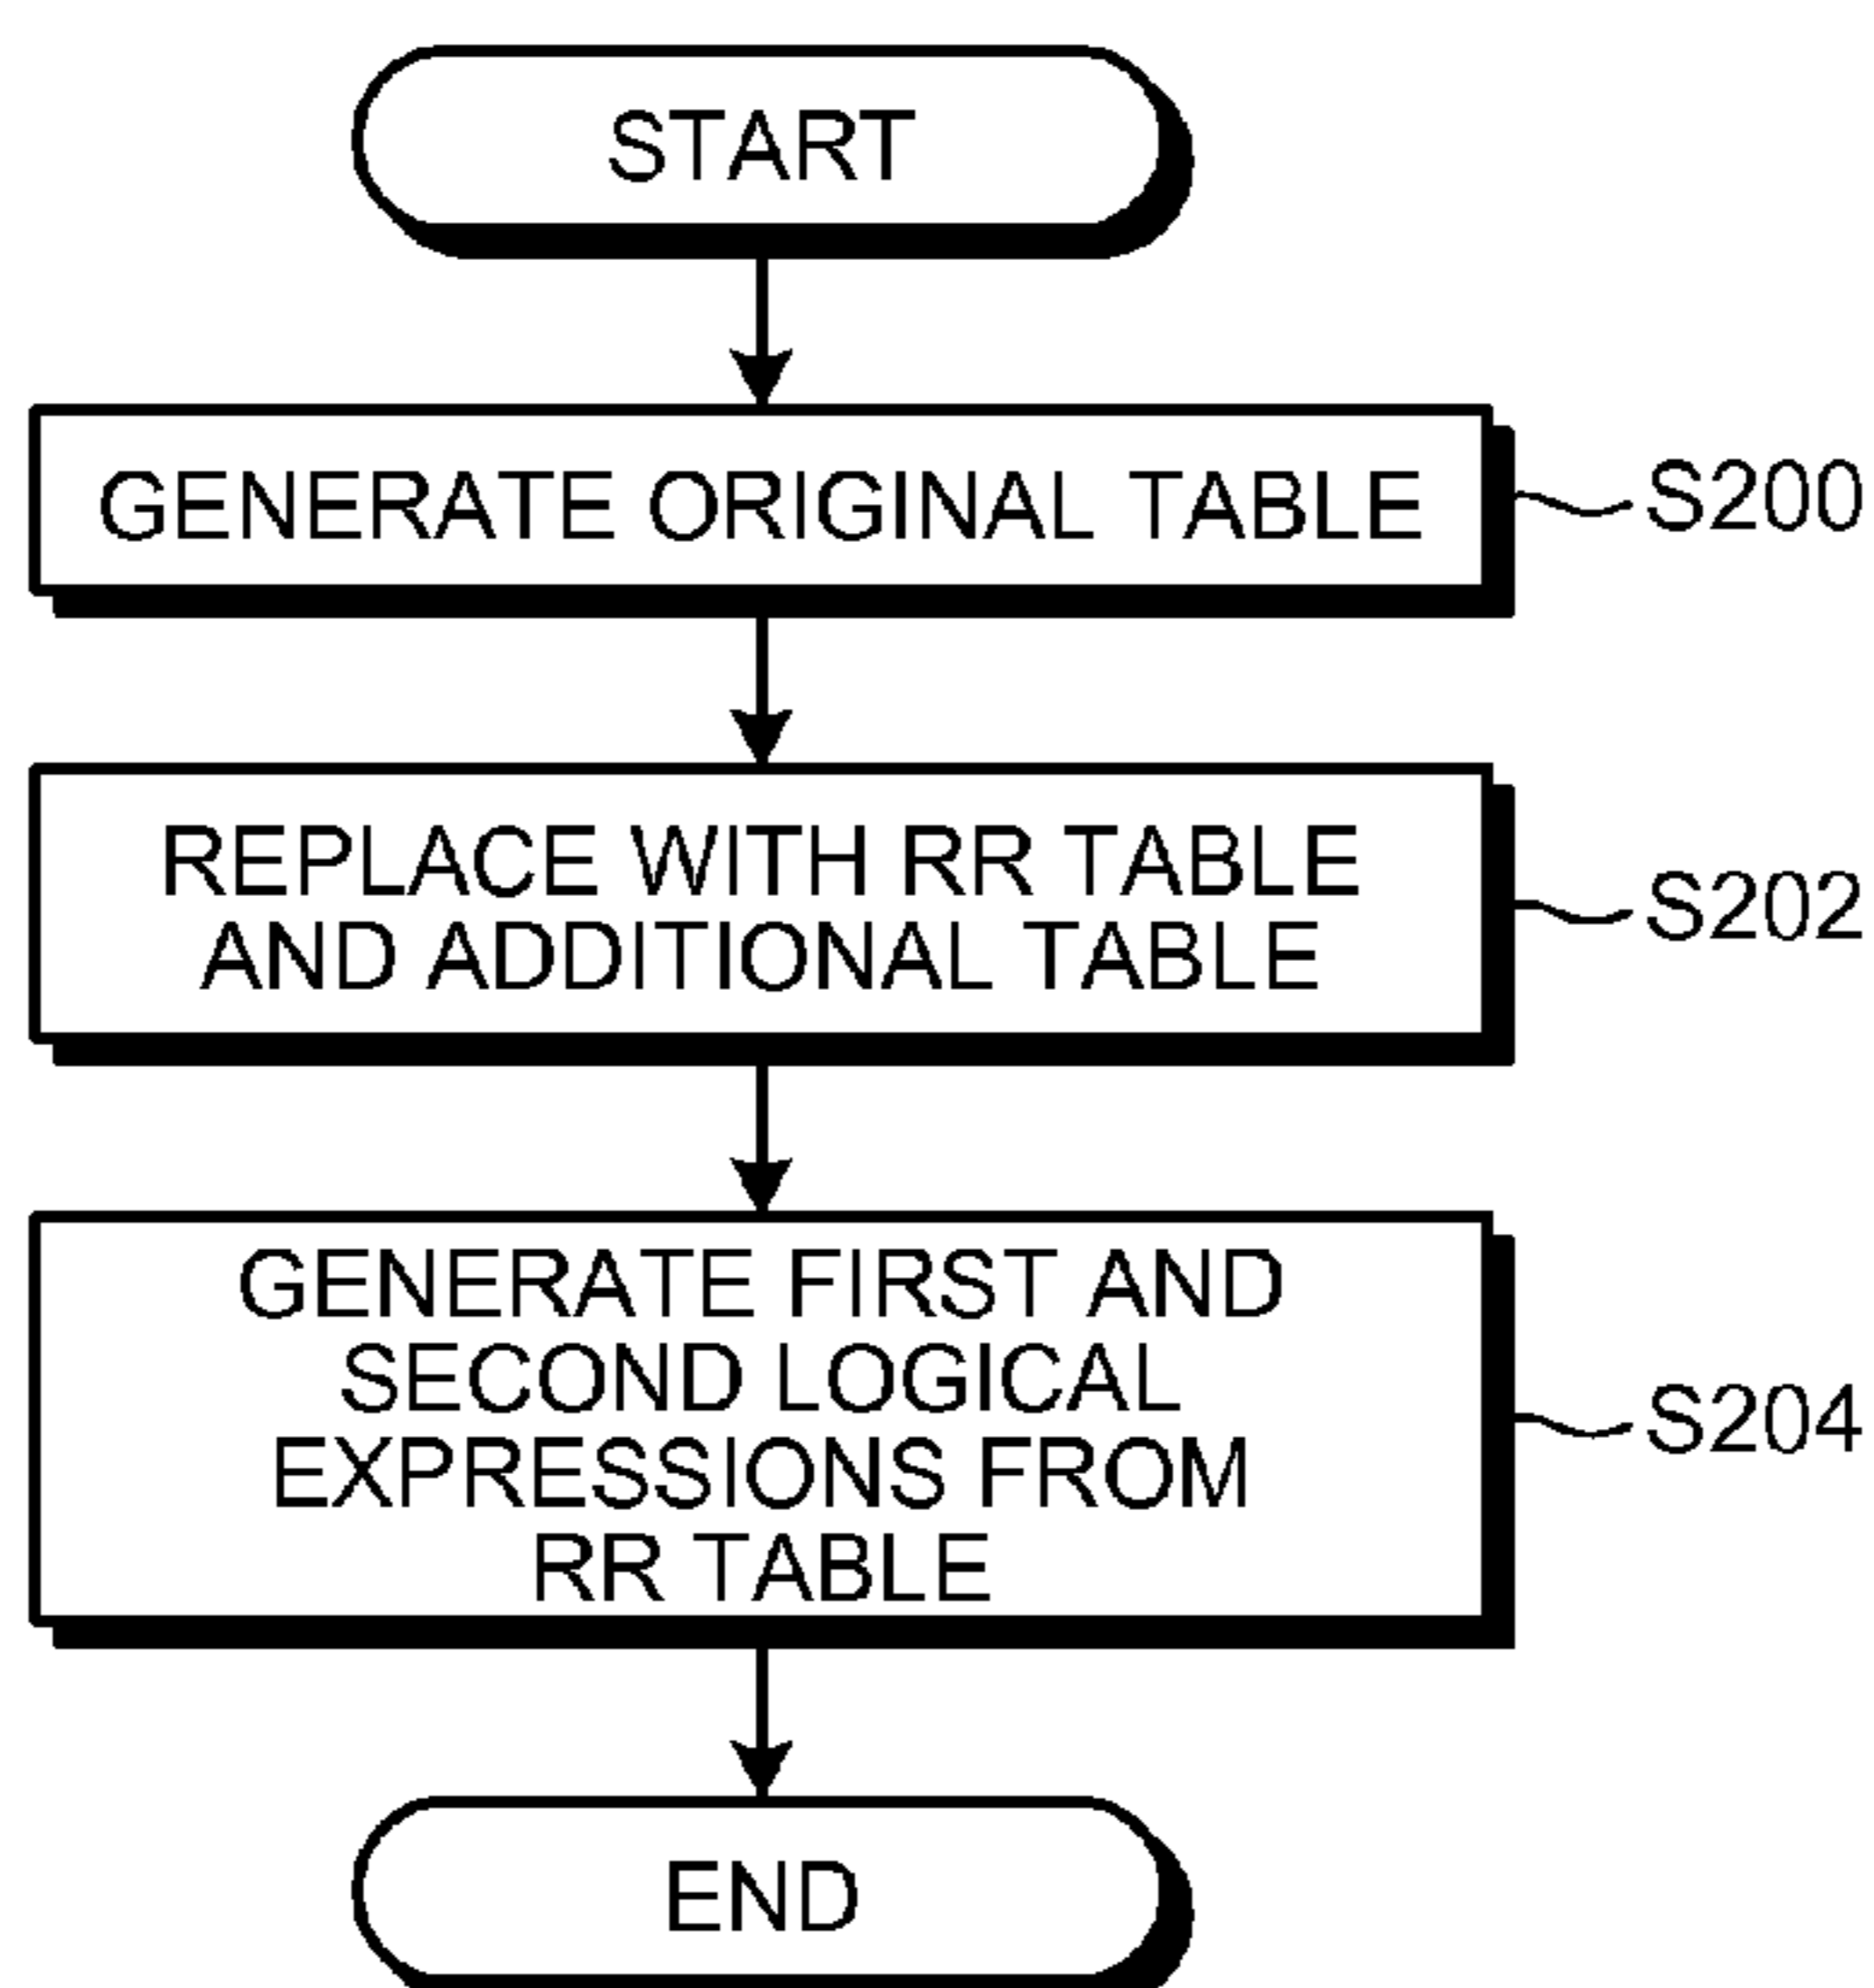 START
GENERATE ORIGINAL TABLE
S200
REPLACE WITH RR TABLE
AND ADDITIONAL TABLE
S202
GENERATE FIRST AND
SECOND LOGICAL
EXPRESSIONS FROM
RR TABLE
S204
END